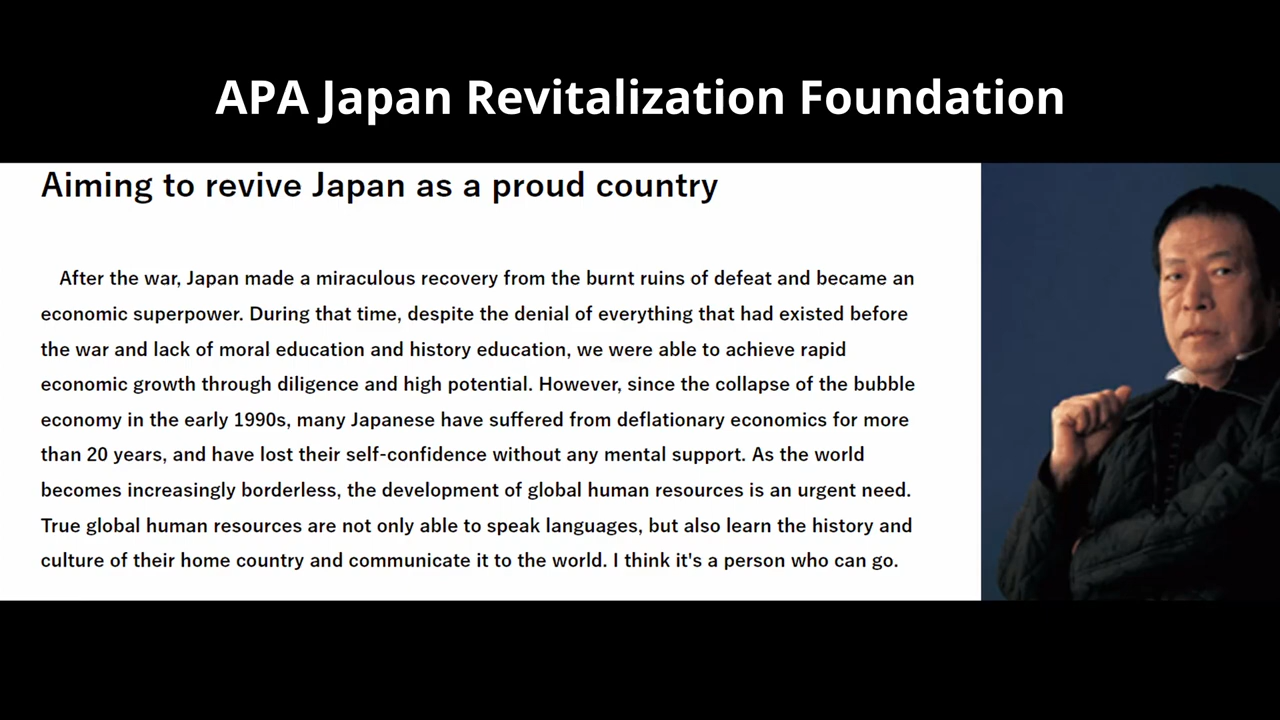 APA Japan Revitalization Foundation
Aiming to revive Japan as a proud country
After the war, Japan made a miraculous recovery from the burnt ruins of defeat and became an
economic superpower. During that time, despite the denial of everything that had existed before
the war and lack of moral education and history education, we were able to achieve rapid
economic growth through diligence and high potential. However, since the collapse of the bubble
economy in the early 1990s, many Japanese have suffered from deflationary economics for more
than 20 years, and have lost their self-confidence without any mental support. As the world
becomes increasingly borderless, the development of global human resources is an urgent need.
True global human resources are not only able to speak languages, but also learn the history and
culture of their home country and communicate it to the world. I think it's a person who can go.